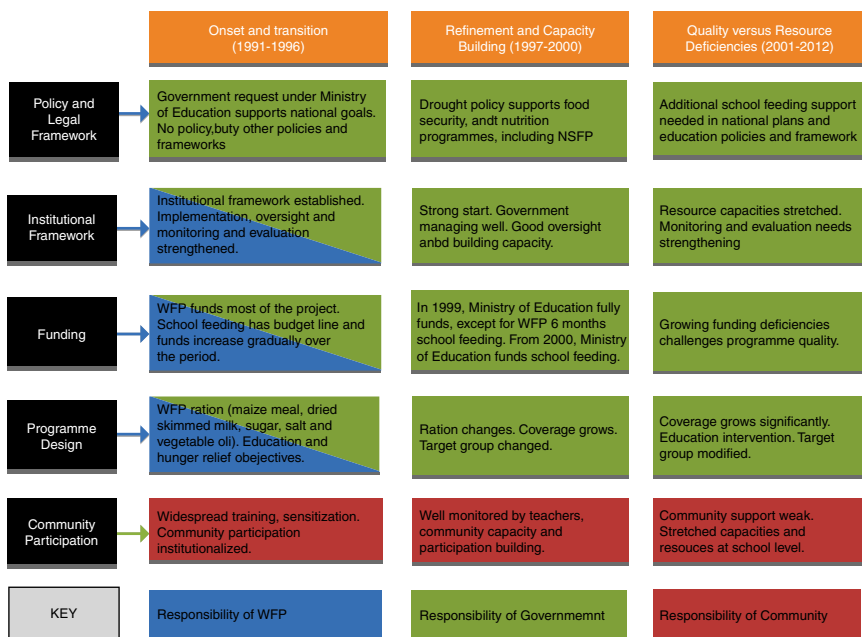 Onset and transition
(1991-1996)
Refinement and Capacity
Building (1997-2000)
Quality versus Resource
Deficiencies (2001-2012)
Policy and
Legal
Framework
Government request under Ministry
of Education supports national goals.
No policy,buty other policies and
frameworks
Drought policy supports food
security, andt nutrition
programmes, including NSFP
Additional school feeding support
needed in national plans and
education policies and framework
Institutional
Framework
Institutional framework established.
Implementation, oversight and
monitoring and evaluation
strengthened.
Strong start. Government
managing well. Good oversight
anbd building capacity.
Resource capacities stretched.
Monitoring and evaluation needs
strengthening
Funding
WFP funds most of the project.
School feeding has budget line and
funds increase gradually over
the period.
In 1999, Ministry of Education fully
funds, except for WFP 6 months
school feeding. From 2000, Ministry
of Education funds school feeding.
Growing funding deficiencies
challenges programme quality.
Programme
Design
WFP ration (maize meal, dried
skimmed milk, sugar, salt and
vegetable oli). Education and
hunger relief obejectives.
Ration changes. Coverage grows.
Target group changed.
Coverage grows significantly.
Education intervention. Target
group modified.
Community
Participation
Widespread training, sensitization.
Community participation
institutionalized.
Well monitored by teachers,
community capacity and
participation building.
Community support weak.
Stretched capacities and
resouces at school level.
KEY
Responsibility of WFP
Responsibility of Governmemnt
Responsibility of Community